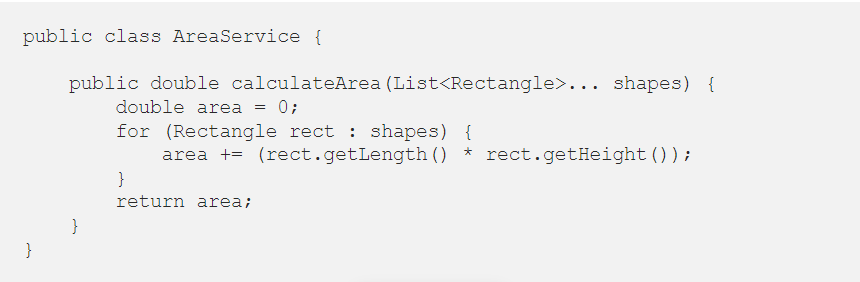 public class AreaService {
    public double calculateArea(List<Rectangle>... shapes) {
        double area = 0;
        for (Rectangle rect : shapes) {
            area += (rect.getLength() * rect.getHeight());
        }
        return area;
    }
}